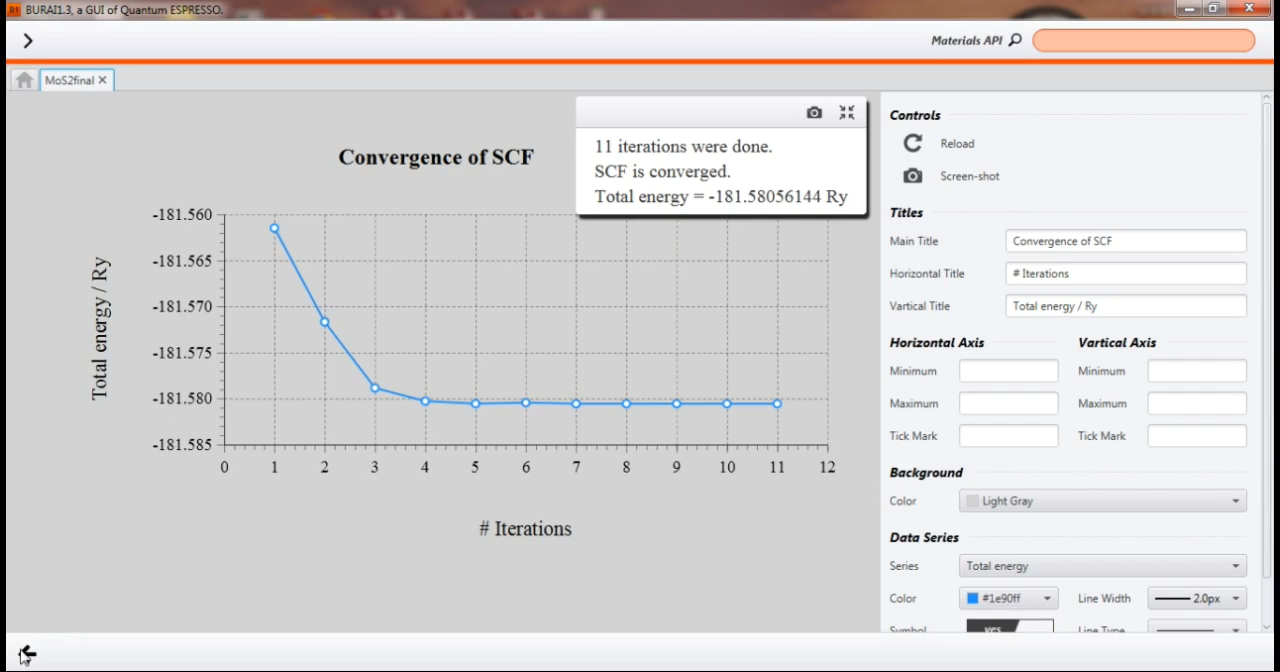 BURAI1.3, a GUI of Quantum ESPRESSO.
Materials API
MoS2final
Convergence of SCF
11 iterations were done.
SCF is converged.
Total energy = -181.58056144 Ry
Total energy / Ry
-181.560
-181.565
-181.570
-181.575
-181.580
-181.585
0 1 2 3 4 5 6 7 8 9 10 11 12
# Iterations
Controls
Reload
Screen-shot
Titles
Main Title Convergence of SCF
Horizontal Title # Iterations
Vartical Title Total energy / Ry
Horizontal Axis Vartical Axis
Minimum Minimum
Maximum Maximum
Tick Mark Tick Mark
Background
Color Light Gray
Data Series
Series Total energy
Color #1e90ff Line Width 2.0px
Symbol yes Line Type